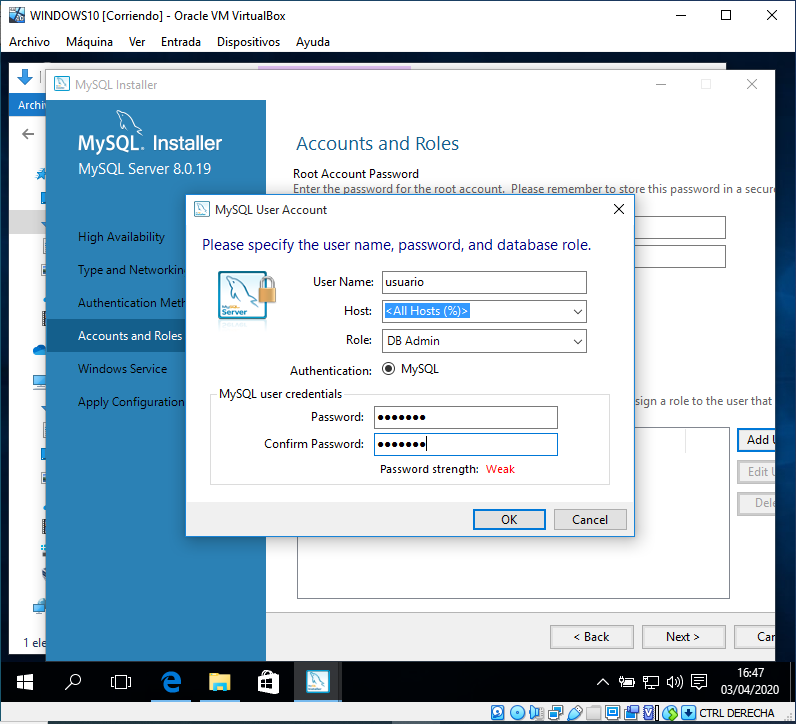 WINDOWS10 [Corriendo] - Oracle VM VirtualBox
Archivo Máquina Ver Entrada Dispositivos Ayuda
MySQL Installer
MySQL. Installer
MySQL Server 8.0.19
High Availability
Type and Networkin
Authentication Meth
Accounts and Roles
Windows Service
Apply Configuration
Accounts and Roles
Root Account Password
Enter the password for the root account. Please remember to store this password in a secure
MySQL User Account
Please specify the user name, password, and database role.
MySQL
Server
User Name: usuario
Host: <All Hosts (%)>
Role: DB Admin
Authentication: MySQL
MySQL user credentials
Password: ●●●●●●●
Confirm Password: ●●●●●●●
Password strength: Weak
OK Cancel
sign a role to the user that
Add U
Edit U
Dele
< Back Next > Can
1 ele
16:47
03/04/2020
CTRL DERECHA